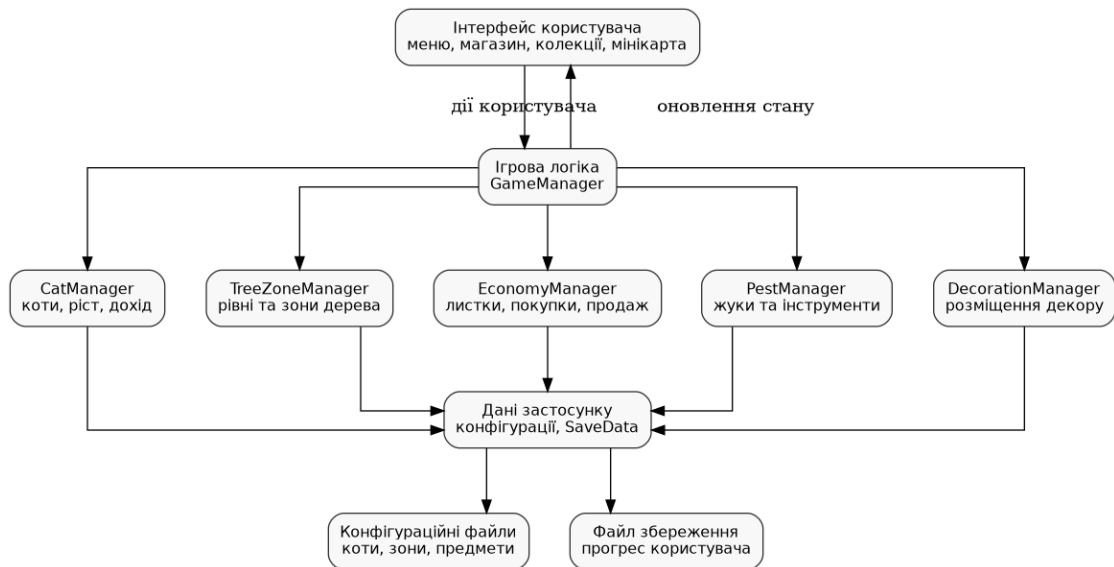 Інтерфейс користувача
меню, магазин, колекції, мінікарта
дії користувача
оновлення стану
Ігрова логіка
GameManager
CatManager
коти, ріст, дохід
TreeZoneManager
рівні та зони дерева
EconomyManager
листки, покупки, продаж
PestManager
жуки та інструменти
DecorationManager
розміщення декору
Дані застосунку
конфігурації, SaveData
Конфігураційні файли
коти, зони, предмети
Файл збереження
прогрес користувача